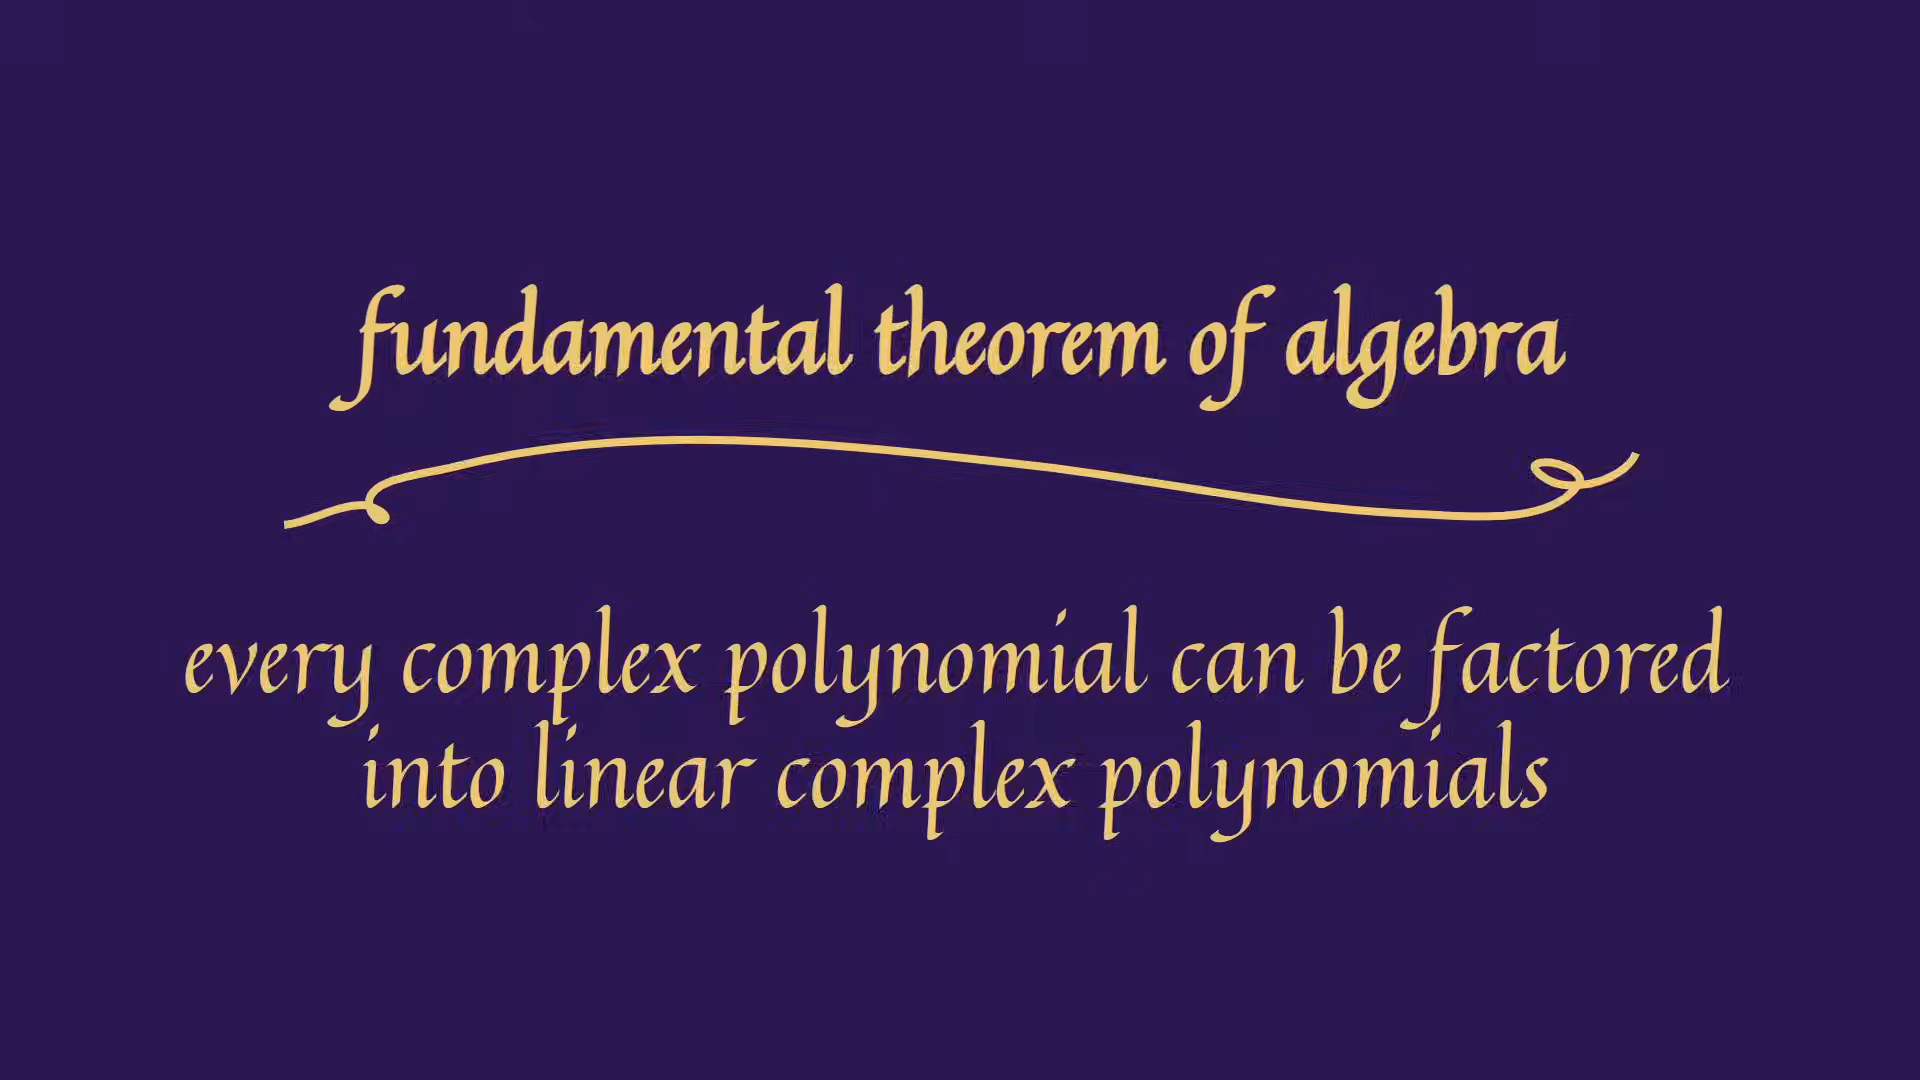 fundamental theorem of algebra
every complex polynomial can be factored
into linear complex polynomials